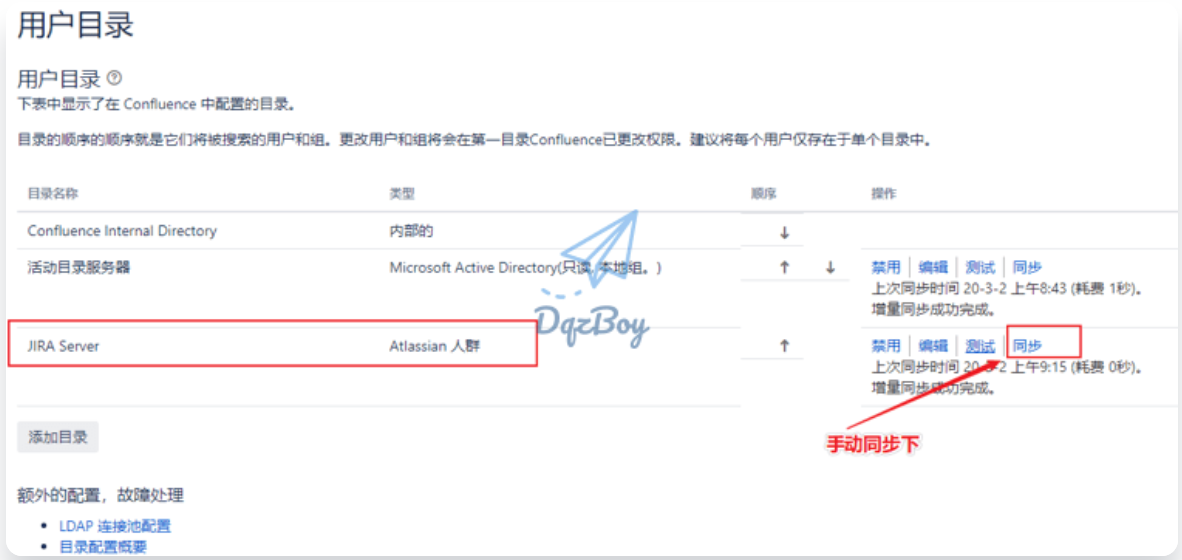 用户目录
用户目录
下表中显示了在 Confluence 中配置的目录。
目录的顺序的顺序就是它们将被搜索的用户和组。更改用户和组将会在第一目录Confluence已更改权限。建议将每个用户仅存在于单个目录中。
目录名称 类型 顺序 操作
Confluence Internal Directory 内部的
活动目录服务器 Microsoft Active Directory(只读, 本地组。) 禁用 编辑 测试 同步
上次同步时间 20-3-2 上午8:43 (耗费 1秒)。
增量同步成功完成。
DqzBoy
JIRA Server Atlassian 人群 禁用 编辑 测试 同步
上次同步时间 20-3-2 上午9:15 (耗费 0秒)。
增量同步成功完成。
手动同步下
添加目录
额外的配置，故障处理
LDAP 连接池配置
目录配置概要